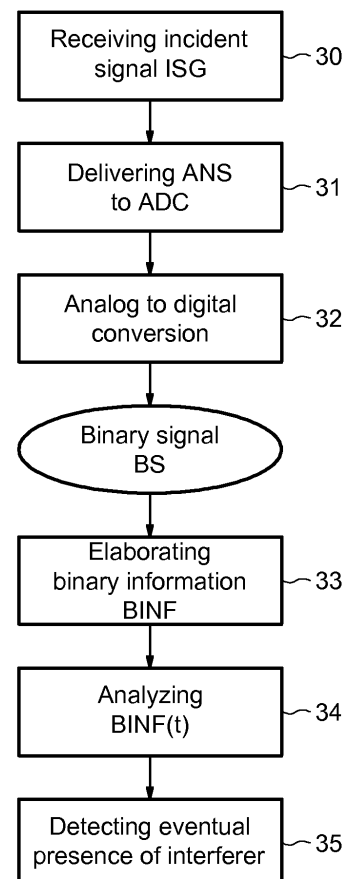 Receiving incident
signal ISG
30
Delivering ANS
to ADC
31
Analog to digital
conversion
32
Binary signal
BS
Elaborating
binary information
BINF
33
Analyzing
BINF(t)
34
Detecting eventual
presence of interferer
35